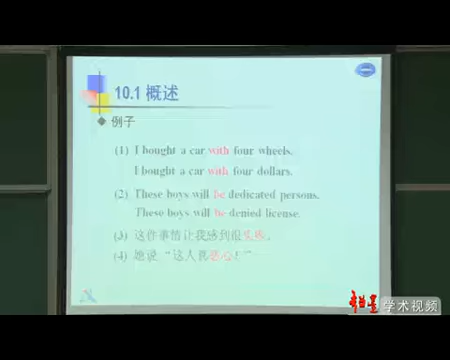 10.1 概述
◆ 例子
(1) I bought a car with four wheels.
I bought a car with four dollars.
(2) These boys will be dedicated persons.
These boys will be denied license.
(3) 这件事情让我感到很头疼。
(4) 她说“这人真恶心！”
学术视频